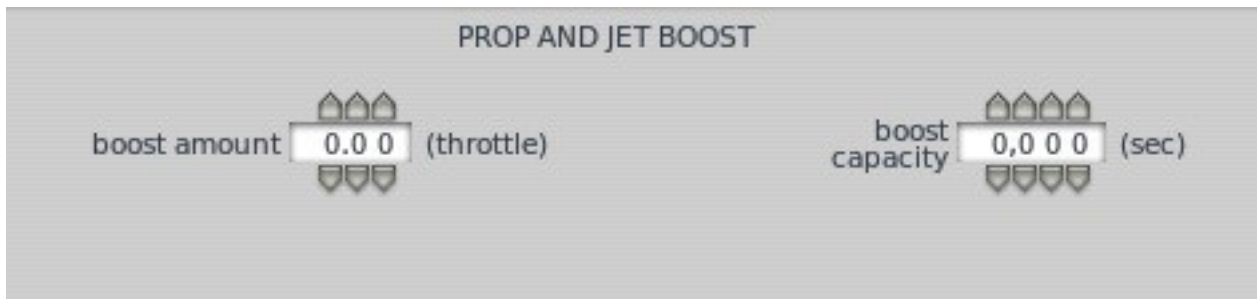 PROP AND JET BOOST
boost amount 0.0 0 (throttle)
boost
capacity 0,0 0 0 (sec)